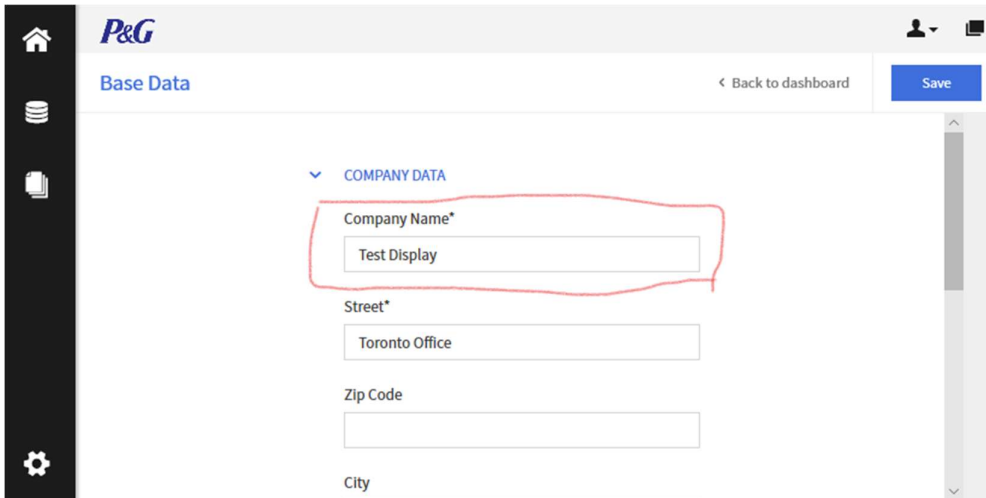 P&G
Base Data
Back to dashboard
Save
COMPANY DATA
Company Name*
Test Display
Street*
Toronto Office
Zip Code
City